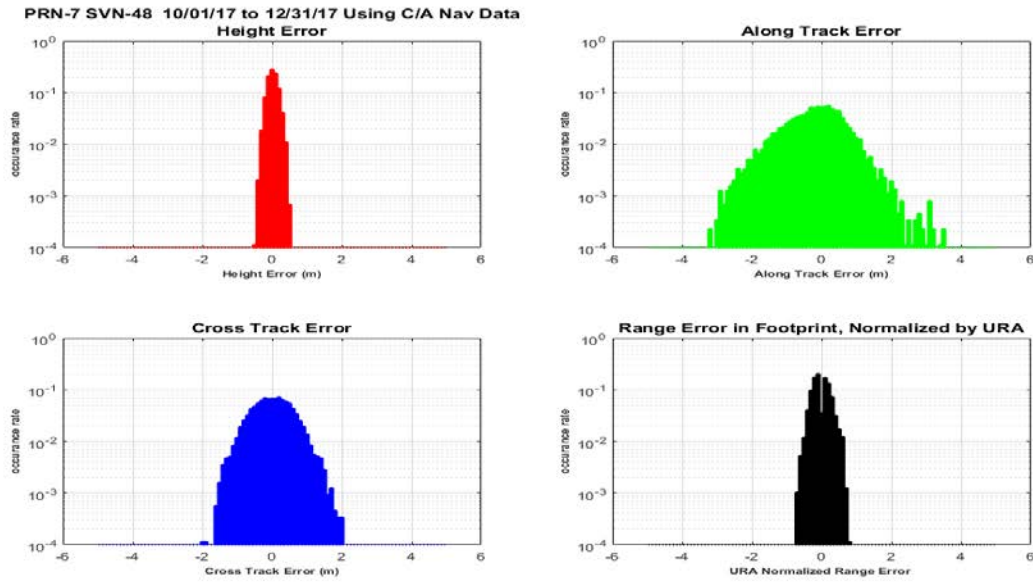 PRN-7 SVN-48 10/01/17 to 12/31/17 Using C/A Nav Data
Height Error
10^0
10^-1
10^-2
10^-3
10^-4
occurance rate
-6 -4 -2 0 2 4 6
Height Error (m)
Along Track Error
10^0
10^-1
10^-2
10^-3
10^-4
occurance rate
-6 -4 -2 0 2 4 6
Along Track Error (m)
Cross Track Error
10^0
10^-1
10^-2
10^-3
10^-4
occurance rate
-6 -4 -2 0 2 4 6
Cross Track Error (m)
Range Error in Footprint, Normalized by URA
10^0
10^-1
10^-2
10^-3
10^-4
occurance rate
-6 -4 -2 0 2 4 6
URA Normalized Range Error